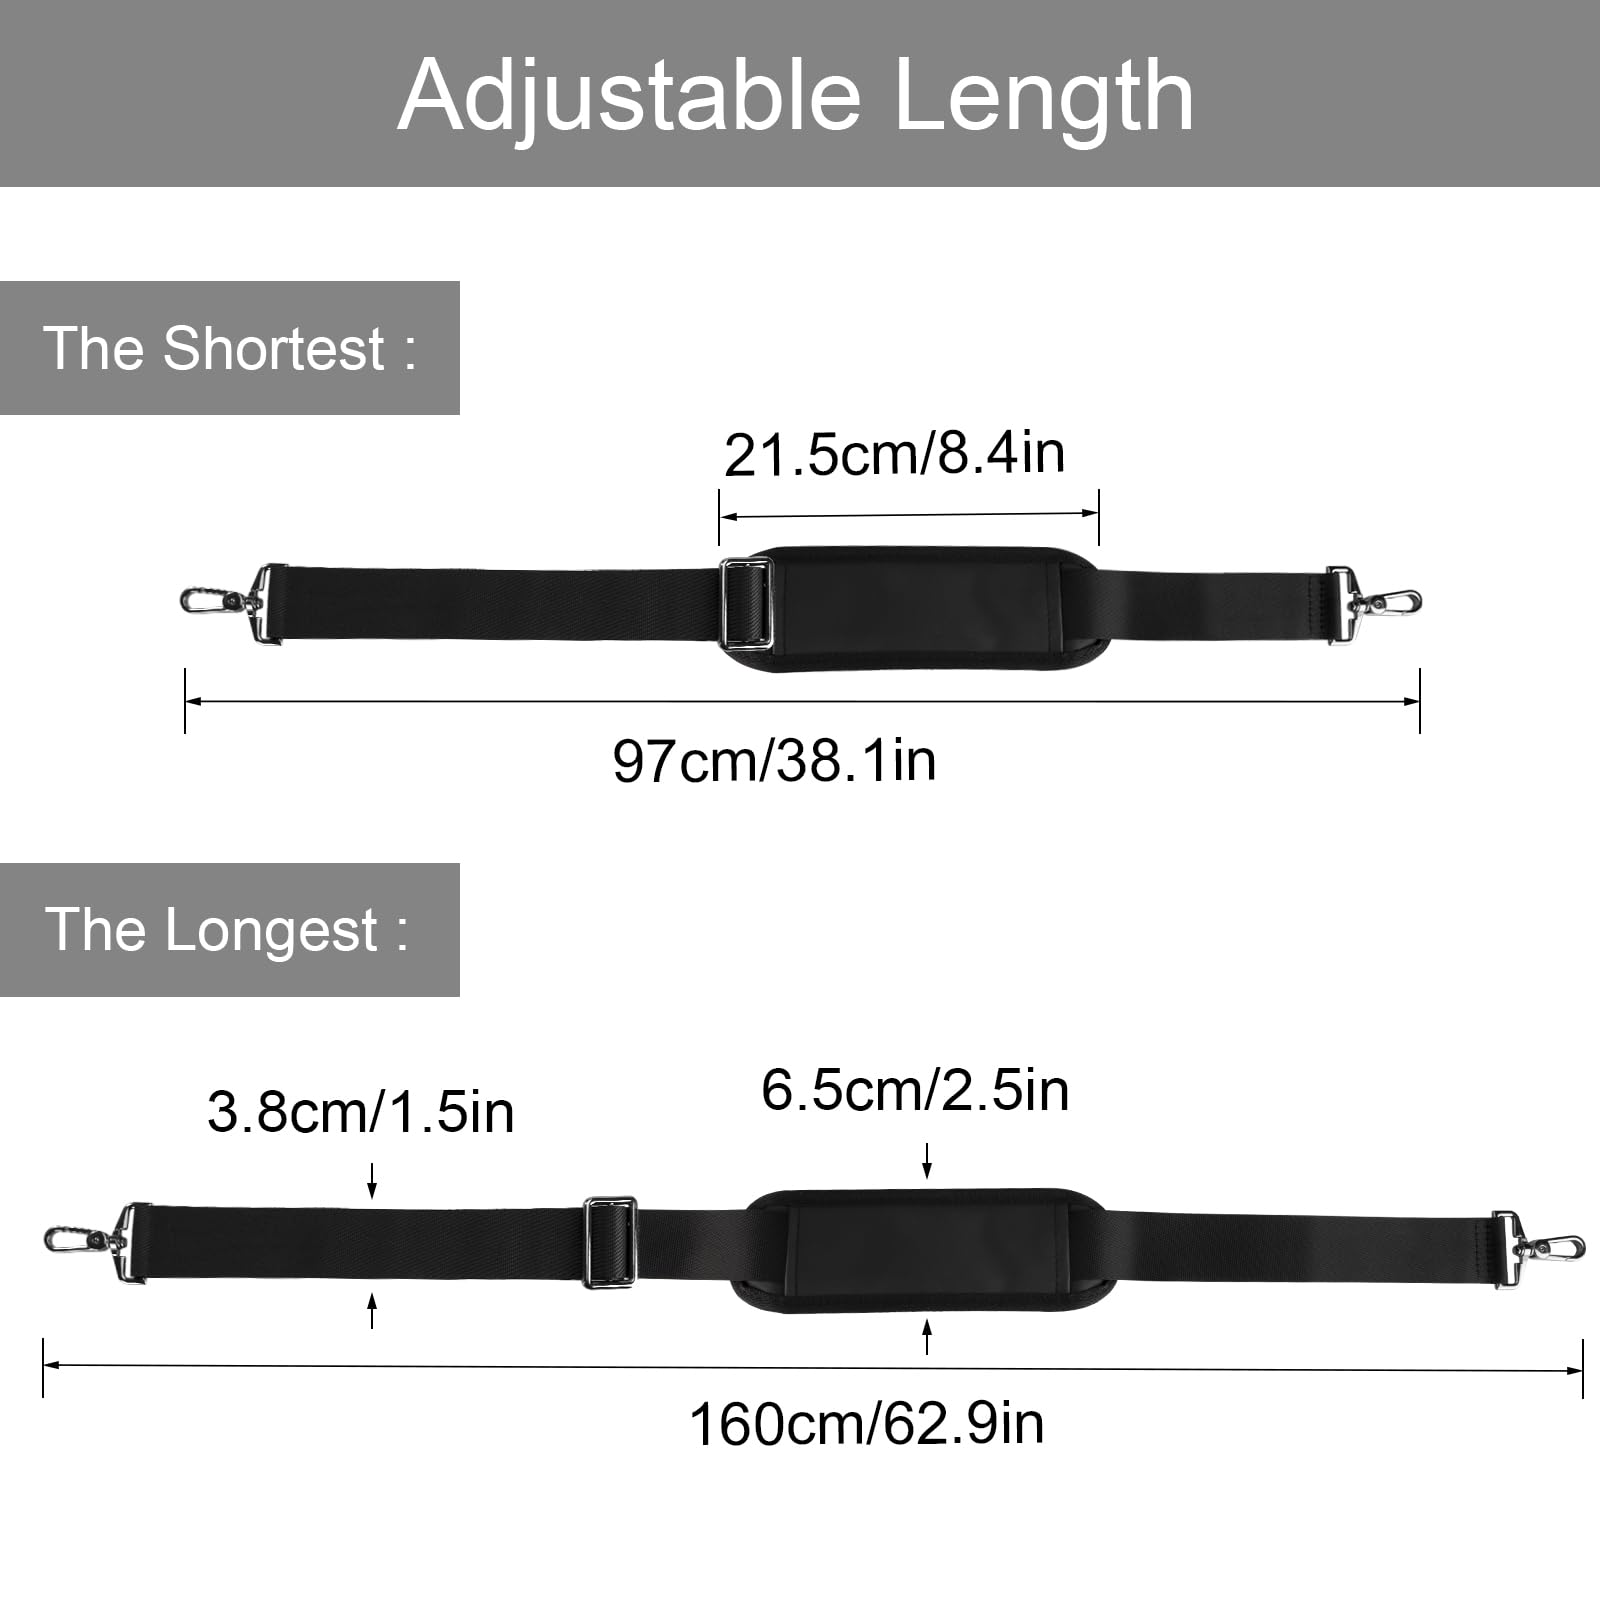 Adjustable Length
The Shortest :
21.5cm/8.4in
97cm/38.1in
The Longest :
3.8cm/1.5in
6.5cm/2.5in
160cm/62.9in